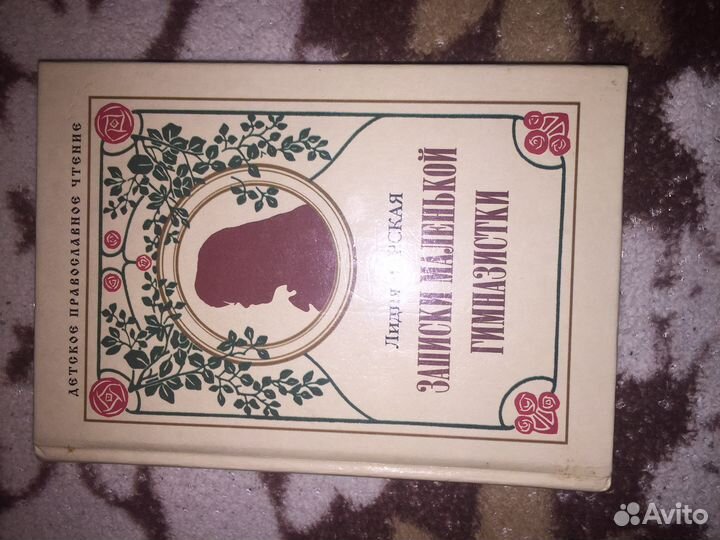 ДЕТСКОЕ ПРАВОСЛАВНОЕ ЧТЕНИЕ
Лидия
ЗАПИСКИ МАЛЕНЬКОЙ
ГИМНАЗИСТКИ
Avito